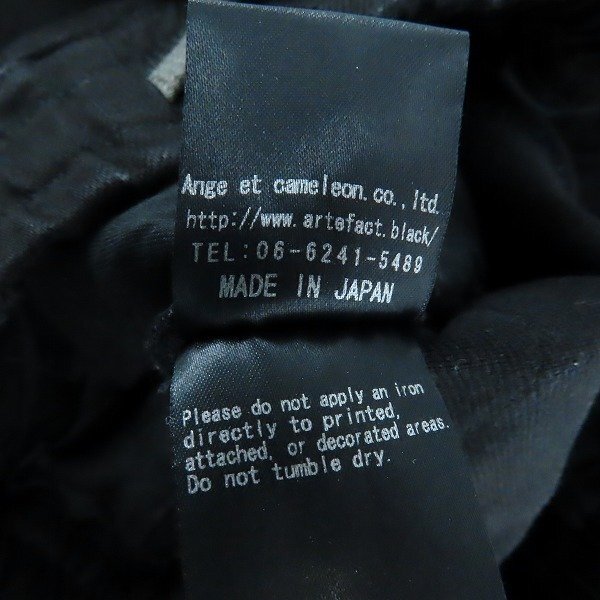 Ange et cameleon.co.,ltd.
http://www.artefact.black/
TEL:06-6241-5489
MADE IN JAPAN
Please do not apply an iron
directly to printed,
attached, or decorated areas.
Do not tumble dry.